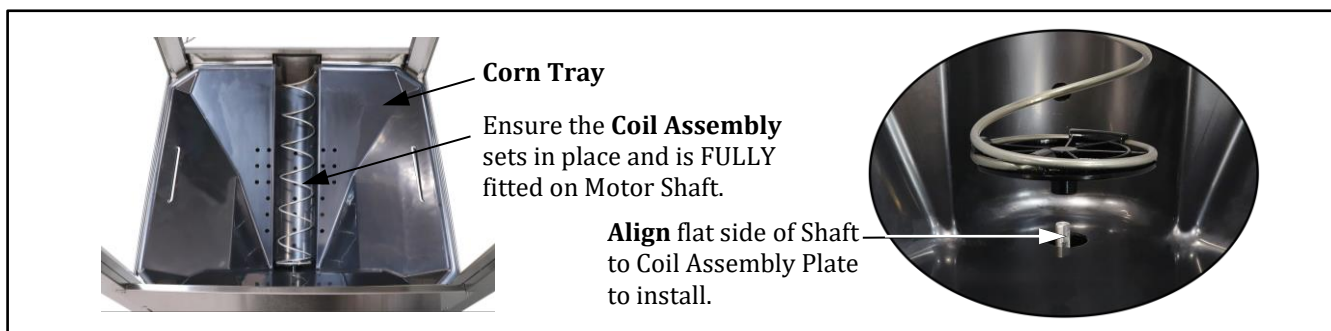 Corn Tray
Ensure the Coil Assembly
sets in place and is FULLY
fitted on Motor Shaft.
Align flat side of Shaft
to Coil Assembly Plate
to install.